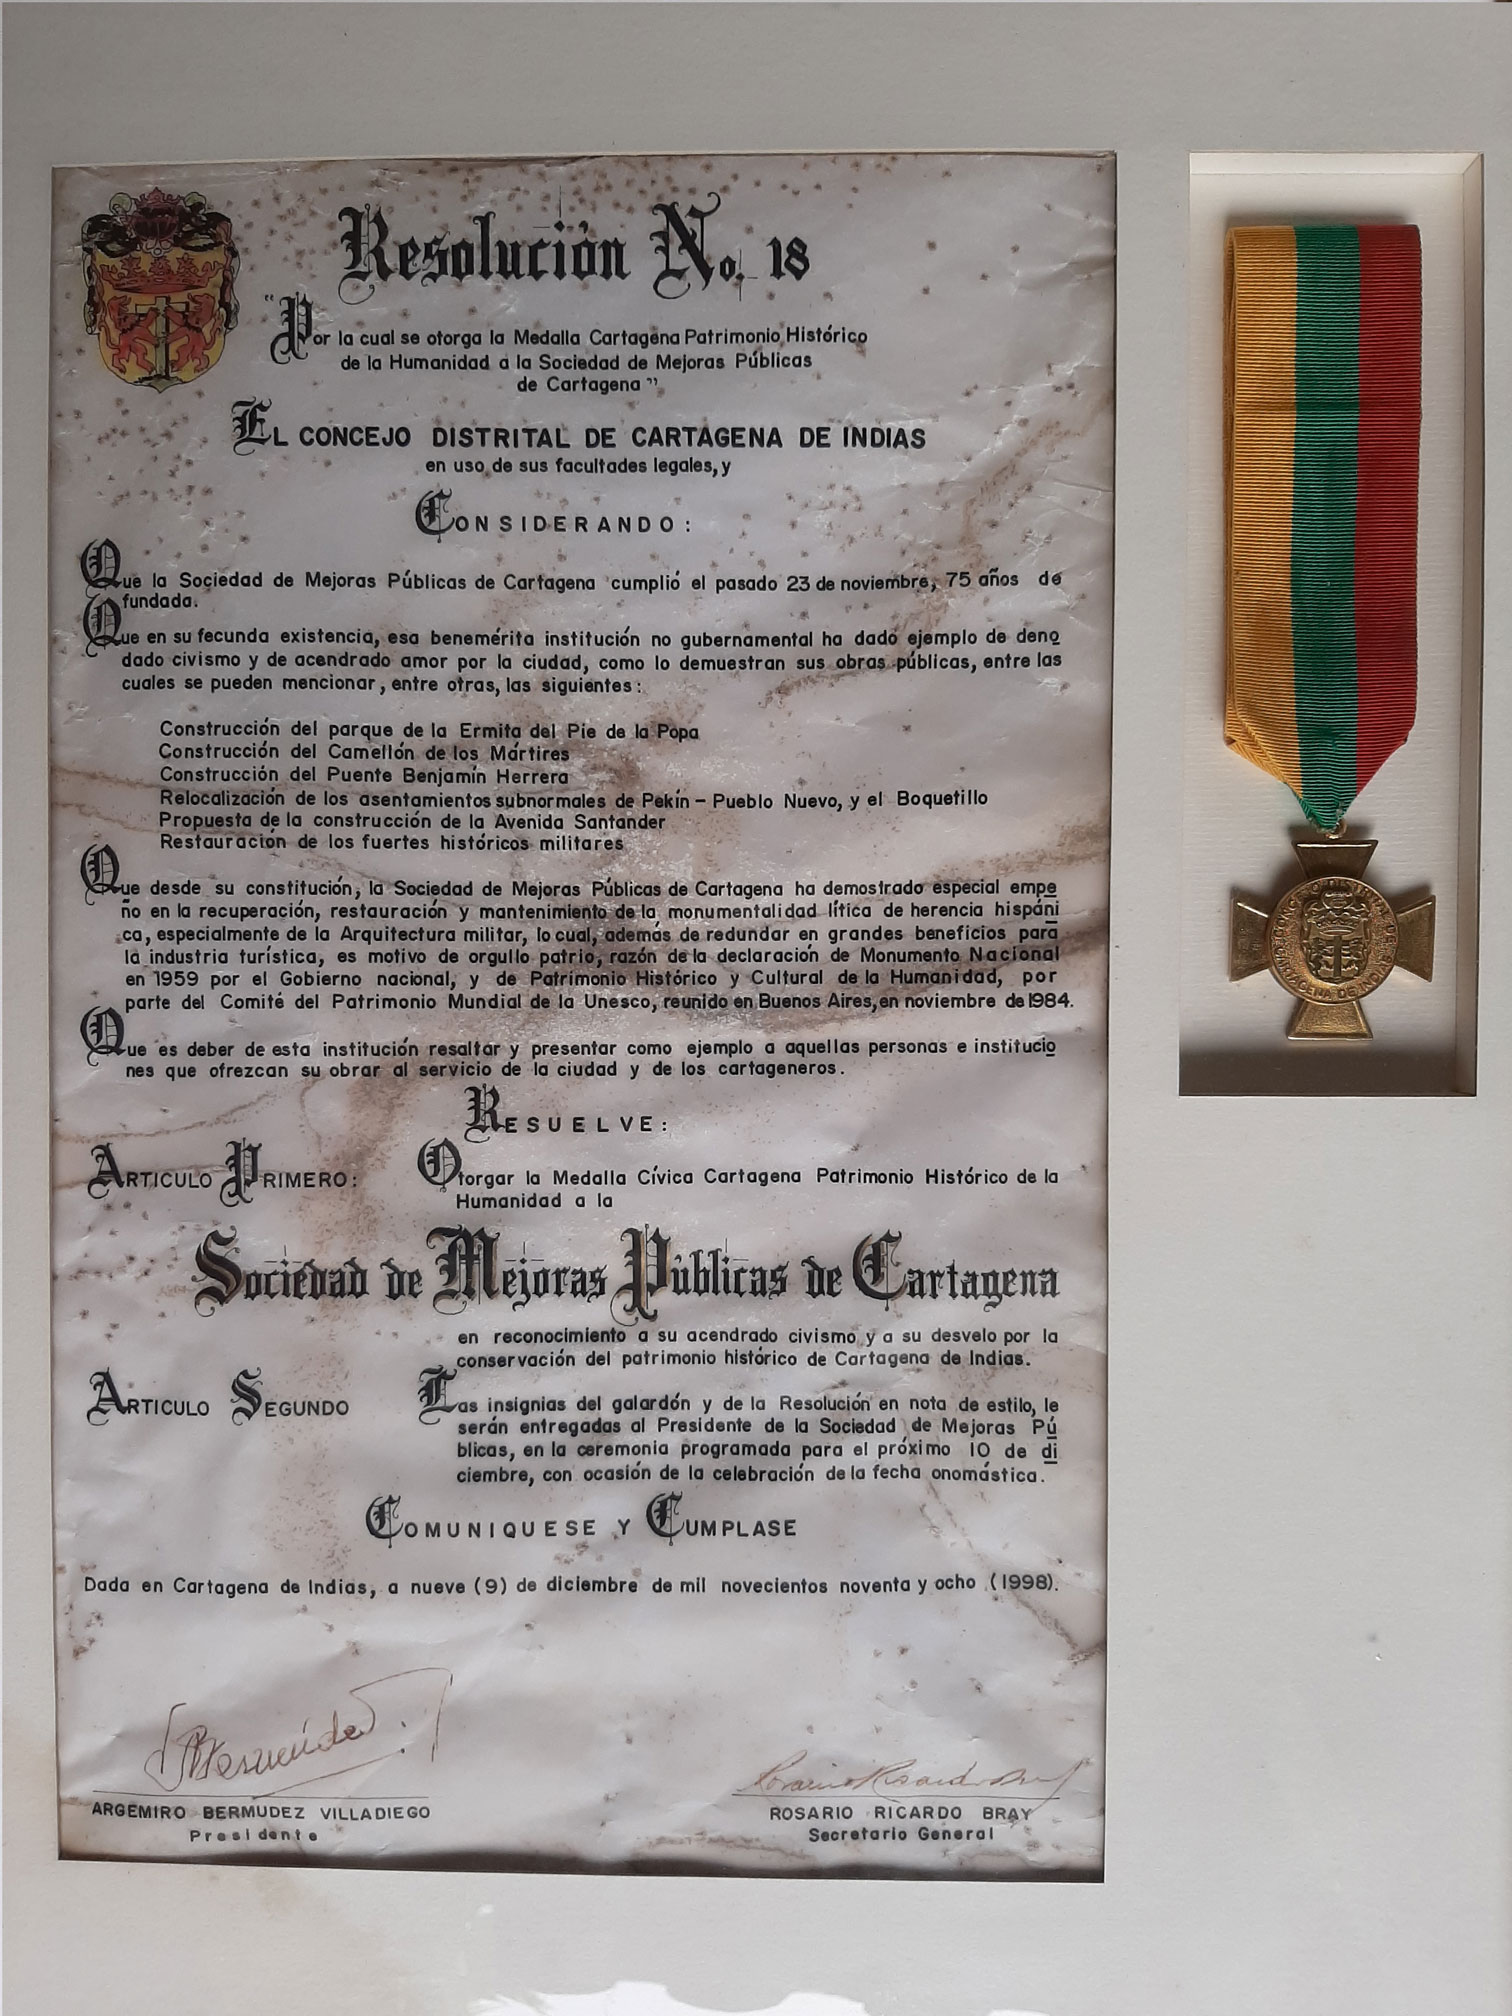 Resolución No. 18
"Por la cual se otorga la Medalla Cartagena Patrimonio Histórico
de la Humanidad a la Sociedad de Mejoras Públicas
de Cartagena"
EL CONCEJO DISTRITAL DE CARTAGENA DE INDIAS
en uso de sus facultades legales, y
CONSIDERANDO:
Que la Sociedad de Mejoras Públicas de Cartagena cumplió el pasado 23 de noviembre, 75 años de
fundada.
Que en su fecunda existencia, esa benemérita institución no gubernamental ha dado ejemplo de deno
dado civismo y de acendrado amor por la ciudad, como lo demuestran sus obras públicas, entre las
cuales se pueden mencionar, entre otras, las siguientes:
Construcción del parque de la Ermita del Pie de la Popa
Construcción del Camellón de los Mártires
Construcción del Puente Benjamín Herrera
Relocalización de los asentamientos subnormales de Pekín – Pueblo Nuevo, y el Boquetillo
Propuesta de la construcción de la Avenida Santander
Restauración de los fuertes históricos militares
Que desde su constitución, la Sociedad de Mejoras Públicas de Cartagena ha demostrado especial empe
ño en la recuperación, restauración y mantenimiento de la monumentalidad lítica de herencia hispáni
ca, especialmente de la Arquitectura militar, lo cual, además de redundar en grandes beneficios para
la industria turística, es motivo de orgullo patrio, razón de la declaración de Monumento Nacional
en 1959 por el Gobierno nacional, y de Patrimonio Histórico y Cultural de la Humanidad, por
parte del Comité del Patrimonio Mundial de la Unesco, reunido en Buenos Aires, en noviembre de 1984.
Que es deber de esta institución resaltar y presentar como ejemplo a aquellas personas e institucio
nes que ofrezcan su obrar al servicio de la ciudad y de los cartageneros.
RESUELVE:
ARTICULO PRIMERO: Otorgar la Medalla Cívica Cartagena Patrimonio Histórico de la
Humanidad a la
Sociedad de Mejoras Públicas de Cartagena
en reconocimiento a su acendrado civismo y a su desvelo por la
conservación del patrimonio histórico de Cartagena de Indias.
ARTICULO SEGUNDO Las insignias del galardón y de la Resolución en nota de estilo, le
serán entregadas al Presidente de la Sociedad de Mejoras Pú
blicas, en la ceremonia programada para el próximo 10 de di
ciembre, con ocasión de la celebración de la fecha onomástica.
COMUNIQUESE Y CUMPLASE
Dada en Cartagena de Indias, a nueve (9) de diciembre de mil novecientos noventa y ocho (1998).
ARGEMIRO BERMUDEZ VILLADIEGO
Presidente
ROSARIO RICARDO BRAY
Secretario General
CONCEJO DISTRITAL DE
CARTAGENA DE INDIAS